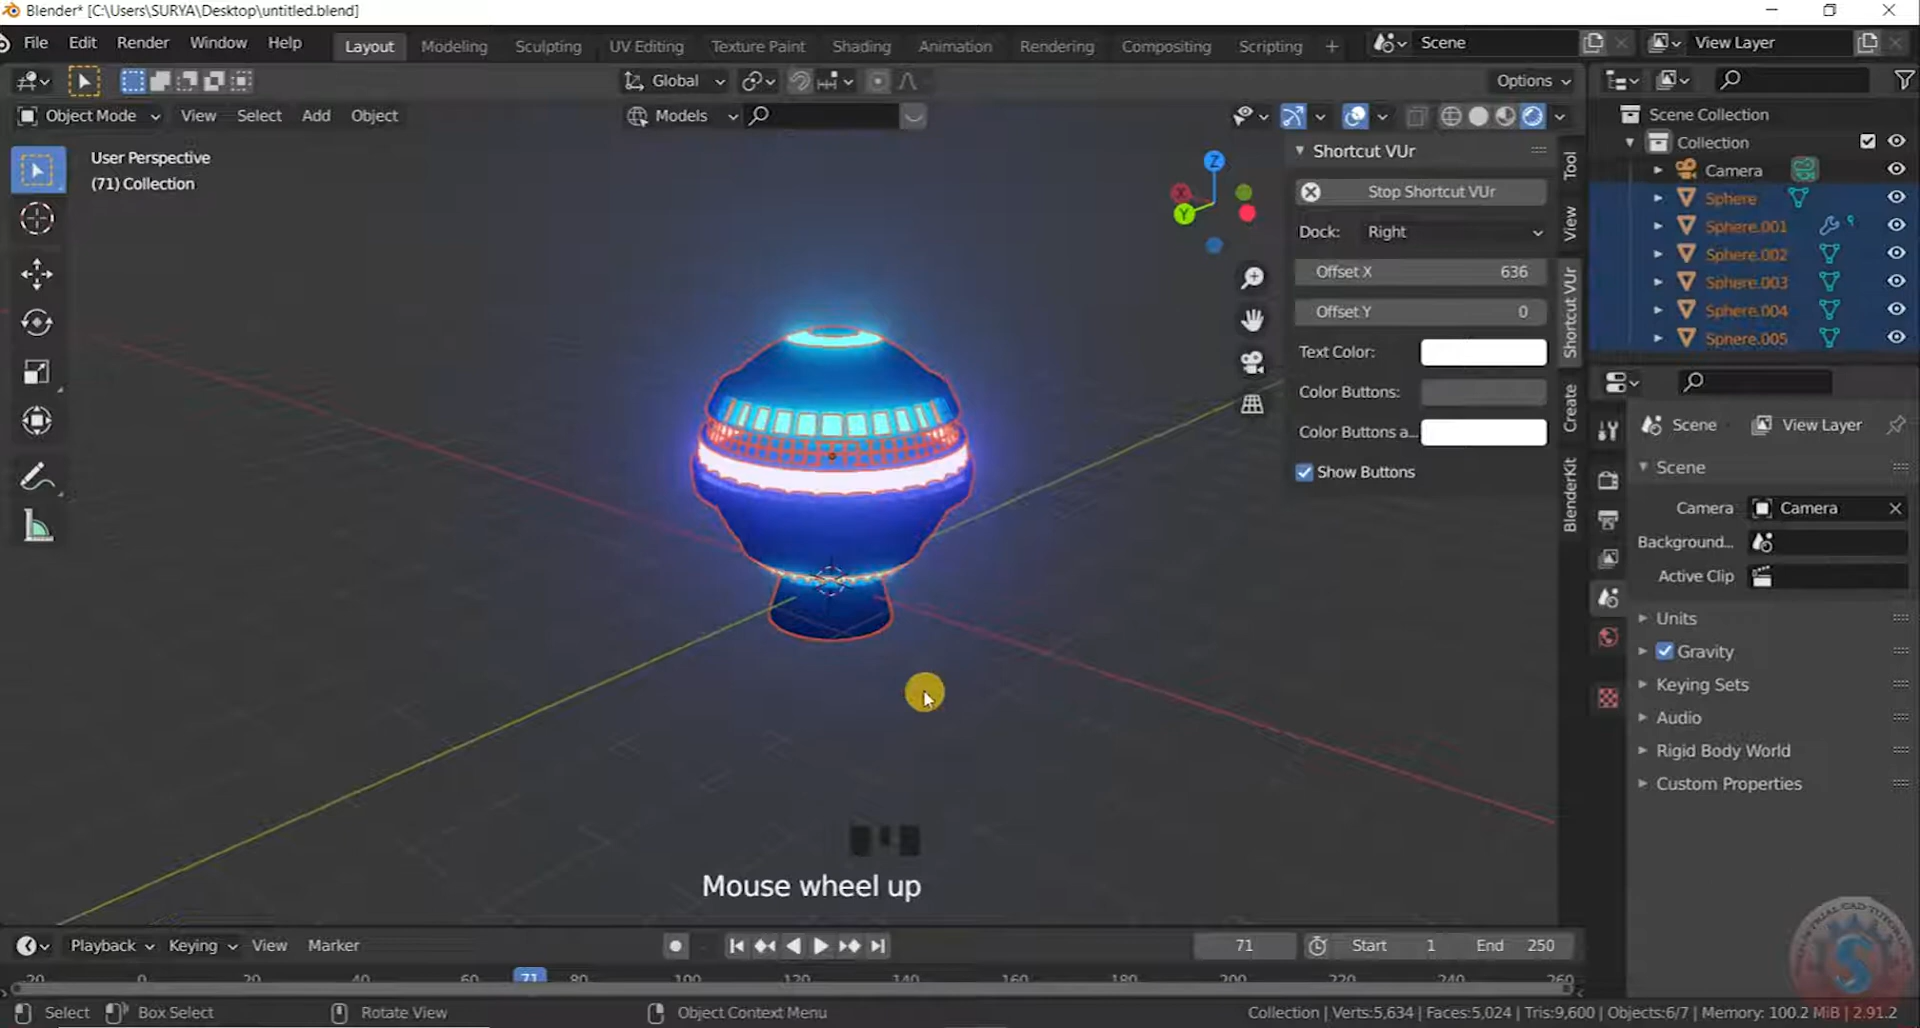 Blender* [C:\Users\SURYA\Desktop\untitled.blend]
File Edit Render Window Help Layout Modeling Sculpting UV Editing Texture Paint Shading Animation Rendering Compositing Scripting + Scene View Layer
Global Options
Object Mode View Select Add Object Models
User Perspective
(71) Collection
Z
X
Y
Shortcut VUr
Stop Shortcut VUr
Dock: Right
Offset X 636
Offset Y 0
Text Color:
Color Buttons:
Color Buttons a...
Show Buttons
Tool
View
Shortcut VUr
Create
BlenderKit
Scene Collection
Collection
Camera
Sphere
Sphere.001
Sphere.002
Sphere.003
Sphere.004
Sphere.005
Scene View Layer
Scene
Camera Camera
Background...
Active Clip
Units
Gravity
Keying Sets
Audio
Rigid Body World
Custom Properties
Mouse wheel up
Playback Keying View Marker 71 Start 1 End 250
-20 0 20 40 60 71 80 100 120 140 160 180 200 220 240 260
Select Box Select Rotate View Object Context Menu Collection | Verts:5,634 | Faces:5,024 | Tris:9,600 | Objects:6/7 | Memory: 100.2 MiB | 2.91.2